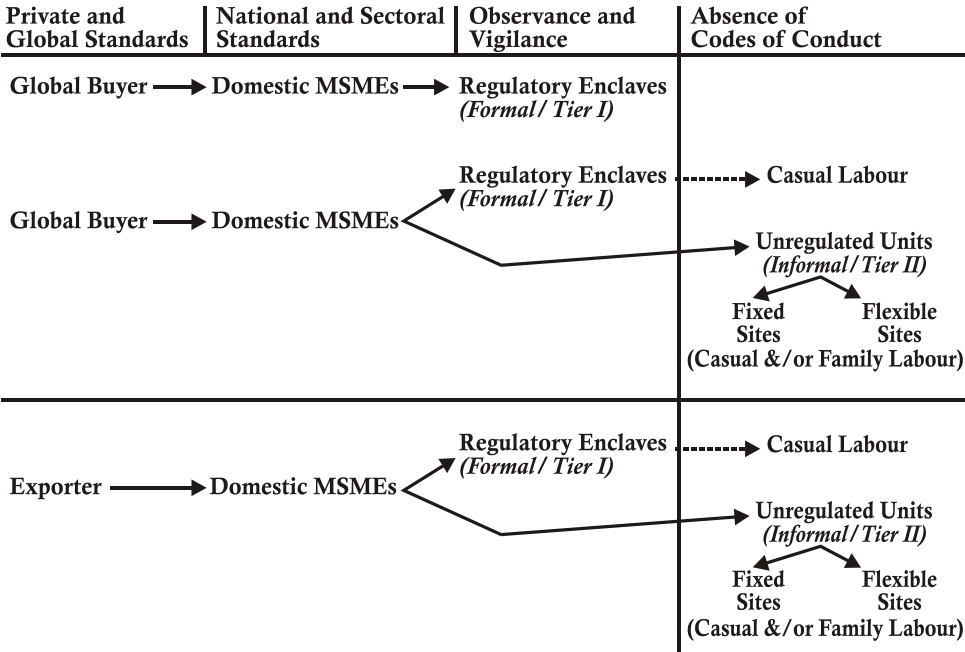 Private and
Global Standards
National and Sectoral
Standards
Observance and
Vigilance
Absence of
Codes of Conduct
Global Buyer
Domestic MSMEs
Regulatory Enclaves
(Formal / Tier I)
Regulatory Enclaves
(Formal / Tier I)
Casual Labour
Global Buyer
Domestic MSMEs
Unregulated Units
(Informal / Tier II)
Fixed
Sites
Flexible
Sites
(Casual &/or Family Labour)
Regulatory Enclaves
(Formal / Tier I)
Casual Labour
Exporter
Domestic MSMEs
Unregulated Units
(Informal / Tier II)
Fixed
Sites
Flexible
Sites
(Casual &/or Family Labour)